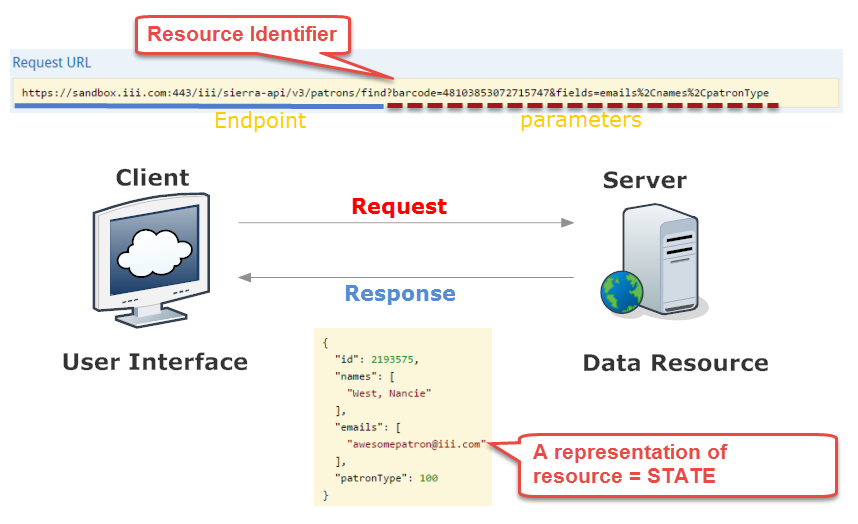 Resource Identifier
Request URL
https://sandbox.iii.com:443/iii/sierra-api/v3/patrons/find?barcode=48103853072715747&fields=emails%2Cnames%2CpatronType
Endpoint
parameters
Client
Server
Request
Response
User Interface
Data Resource
{
"id": 2193575,
"names": [
"West, Nancie"
],
"emails": [
"awesomepatron@iii.com"
],
"patronType": 100
}
A representation of
resource = STATE